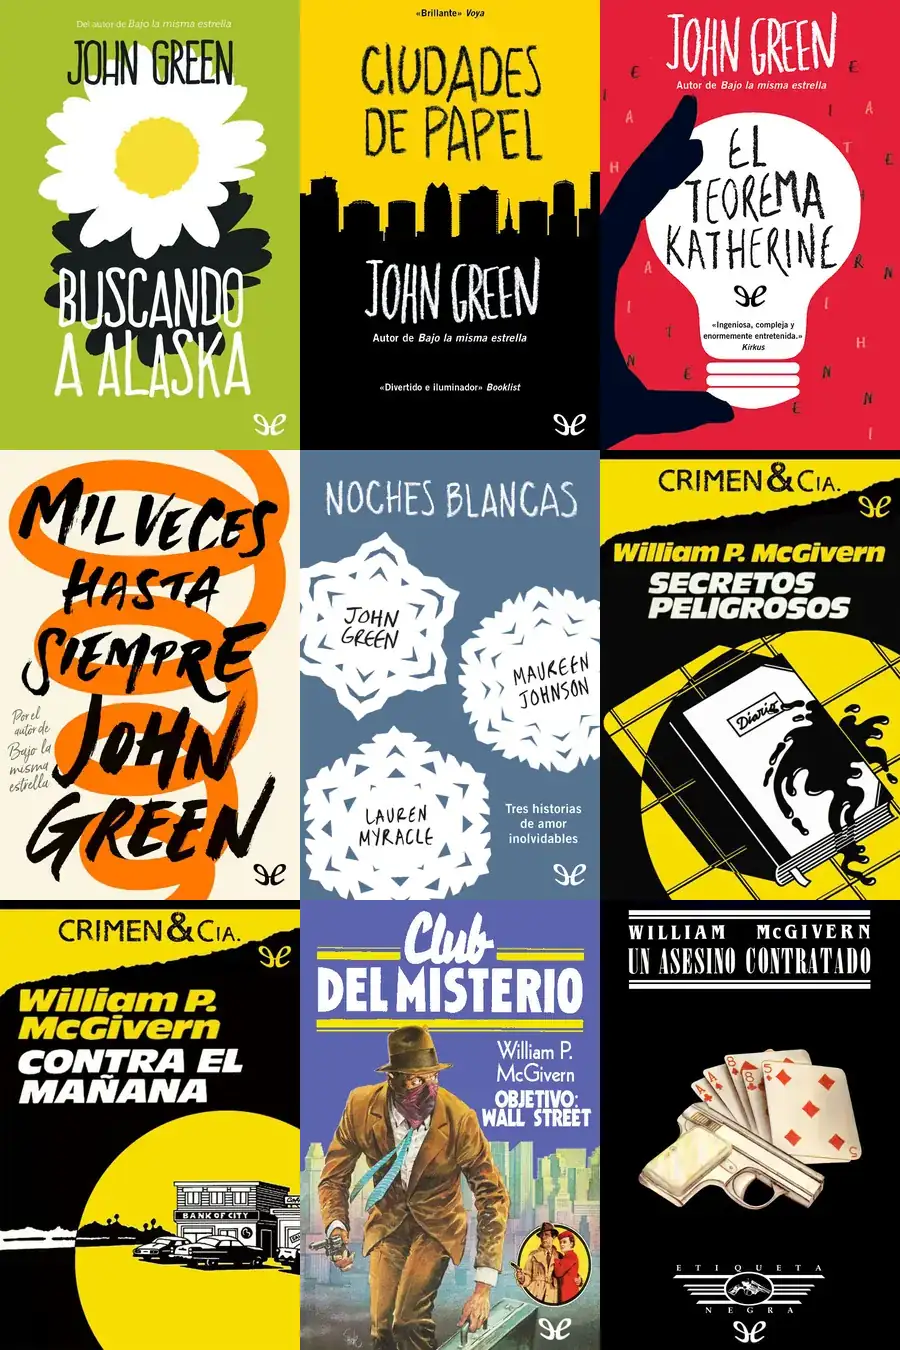 Del autor de Bajo la misma estrella
JOHN GREEN
BUSCANDO
A ALASKA
«Brillante» Voya
CIUDADES
DE PAPEL
JOHN GREEN
Autor de Bajo la misma estrella
«Divertido e iluminador» Booklist
JOHN GREEN
Autor de Bajo la misma estrella
EL
TEOREMA
KATHERINE
«Ingeniosa, compleja y
enormemente entretenida.»
Kirkus
MIL VECES
HASTA
SIEMPRE
JOHN
GREEN
Por el
autor de
Bajo la
misma
estrella
NOCHES BLANCAS
JOHN
GREEN
MAUREEN
JOHNSON
LAUREN
MYRACLE
Tres historias
de amor
inolvidables
CRIMEN & CIA.
William P. McGivern
SECRETOS
PELIGROSOS
Diario
CRIMEN & CIA.
William P.
McGivern
CONTRA EL
MAÑANA
BANK OF CITY
Club
DEL MISTERIO
William P.
McGivern
OBJETIVO:
WALL STREET
WILLIAM McGIVERN
UN ASESINO CONTRATADO
A A 8 8 5
5
ETIQUETA
NEGRA